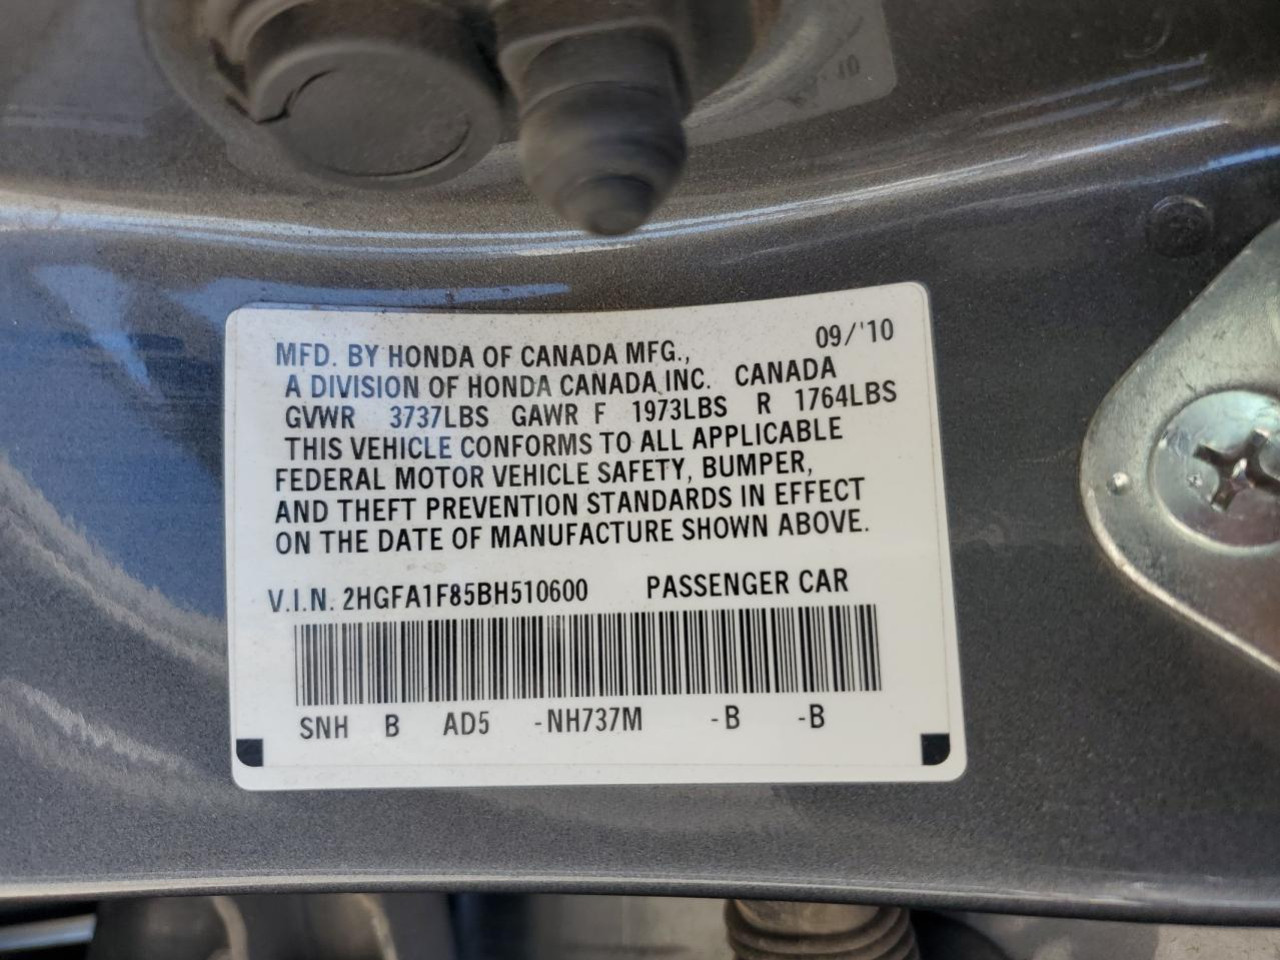 10
09/'10
MFD. BY HONDA OF CANADA MFG.,
A DIVISION OF HONDA CANADA INC. CANADA
GVWR 3737LBS GAWR F 1973LBS R 1764LBS
THIS VEHICLE CONFORMS TO ALL APPLICABLE
FEDERAL MOTOR VEHICLE SAFETY, BUMPER,
AND THEFT PREVENTION STANDARDS IN EFFECT
ON THE DATE OF MANUFACTURE SHOWN ABOVE.
V.I.N. 2HGFA1F85BH510600 PASSENGER CAR
SNH B AD5 -NH737M -B -B